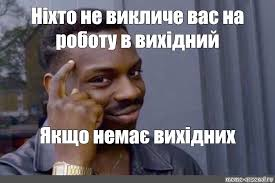 Ніхто не викличе вас на
роботу в вихідний
Якщо немає вихідних